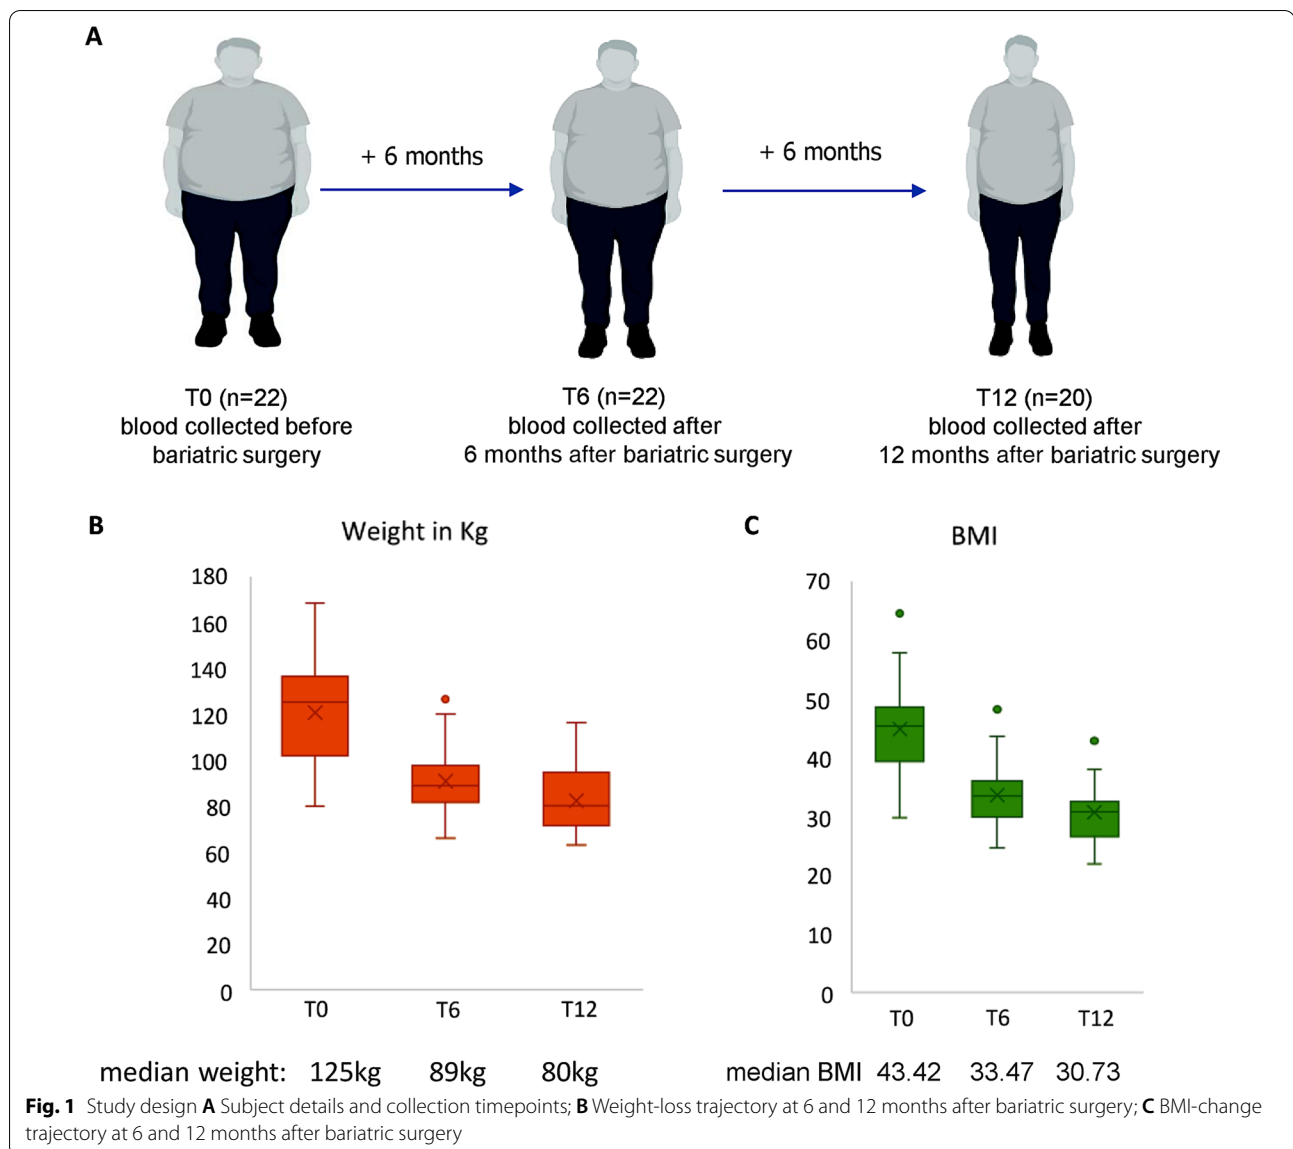 A
+ 6 months
+ 6 months
T0 (n=22)
blood collected before
bariatric surgery
T6 (n=22)
blood collected after
6 months after bariatric surgery
T12 (n=20)
blood collected after
12 months after bariatric surgery
B
Weight in Kg
180
160
140
120
100
80
60
40
20
0
T0 T6 T12
median weight: 125kg 89kg 80kg
C
BMI
70
60
50
40
30
20
10
0
T0 T6 T12
median BMI 43.42 33.47 30.73
Fig. 1 Study design A Subject details and collection timepoints; B Weight-loss trajectory at 6 and 12 months after bariatric surgery; C BMI-change
trajectory at 6 and 12 months after bariatric surgery